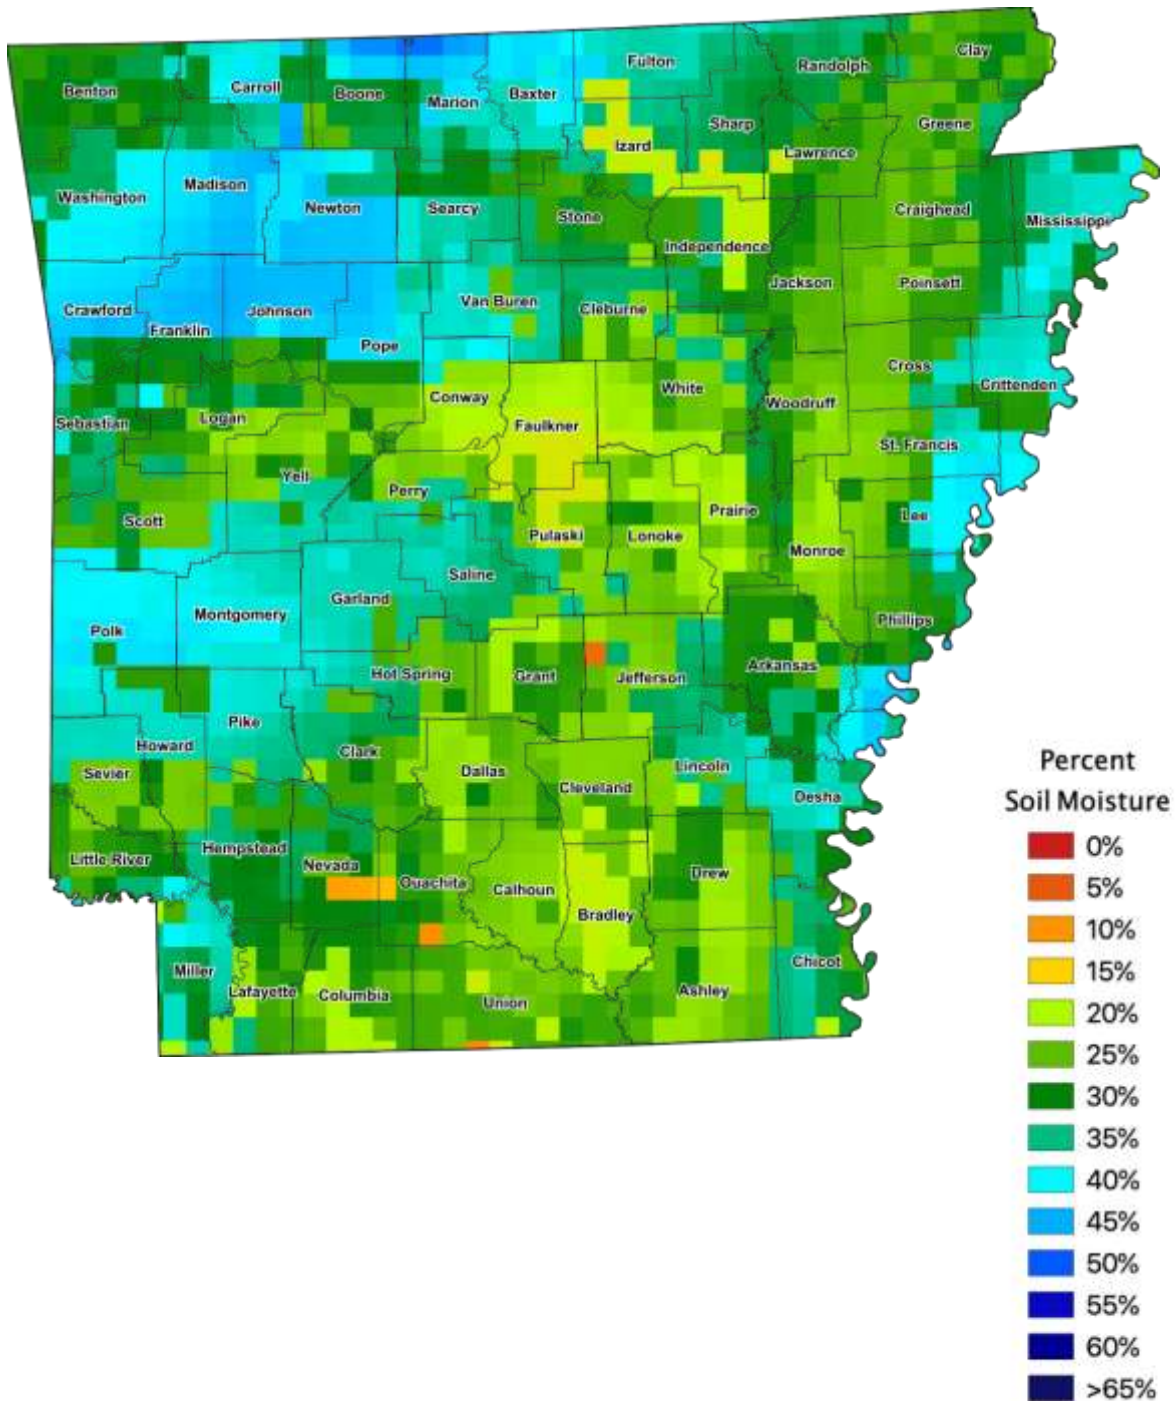 Clay
Fulton
Randolph
Carroll
Benton
Boone
Baxter
Marion
Sharp
Greene
Izard
Lawrence
Madison
Washington
Newton
Searcy
Stone
Craighead
Mississippi
Independence
Jackson
Poinsett
Van Buren
Crawford
Johnson
Cleburne
Franklin
Pope
Cross
Crittenden
White
Conway
Woodruff
Logan
Sebastian
Faulkner
St. Francis
Yell
Perry
Prairie
Lee
Scott
Pulaski
Lonoke
Monroe
Saline
Garland
Montgomery
Phillips
Polk
Arkansas
Hot Spring
Grant
Jefferson
Pike
Howard
Clark
Lincoln
Sevier
Dallas
Cleveland
Desha
Hempstead
Little River
Nevada
Drew
Ouachita
Calhoun
Bradley
Chicot
Miller
Lafayette
Columbia
Union
Ashley
Percent
Soil Moisture
0%
5%
10%
15%
20%
25%
30%
35%
40%
45%
50%
55%
60%
>65%